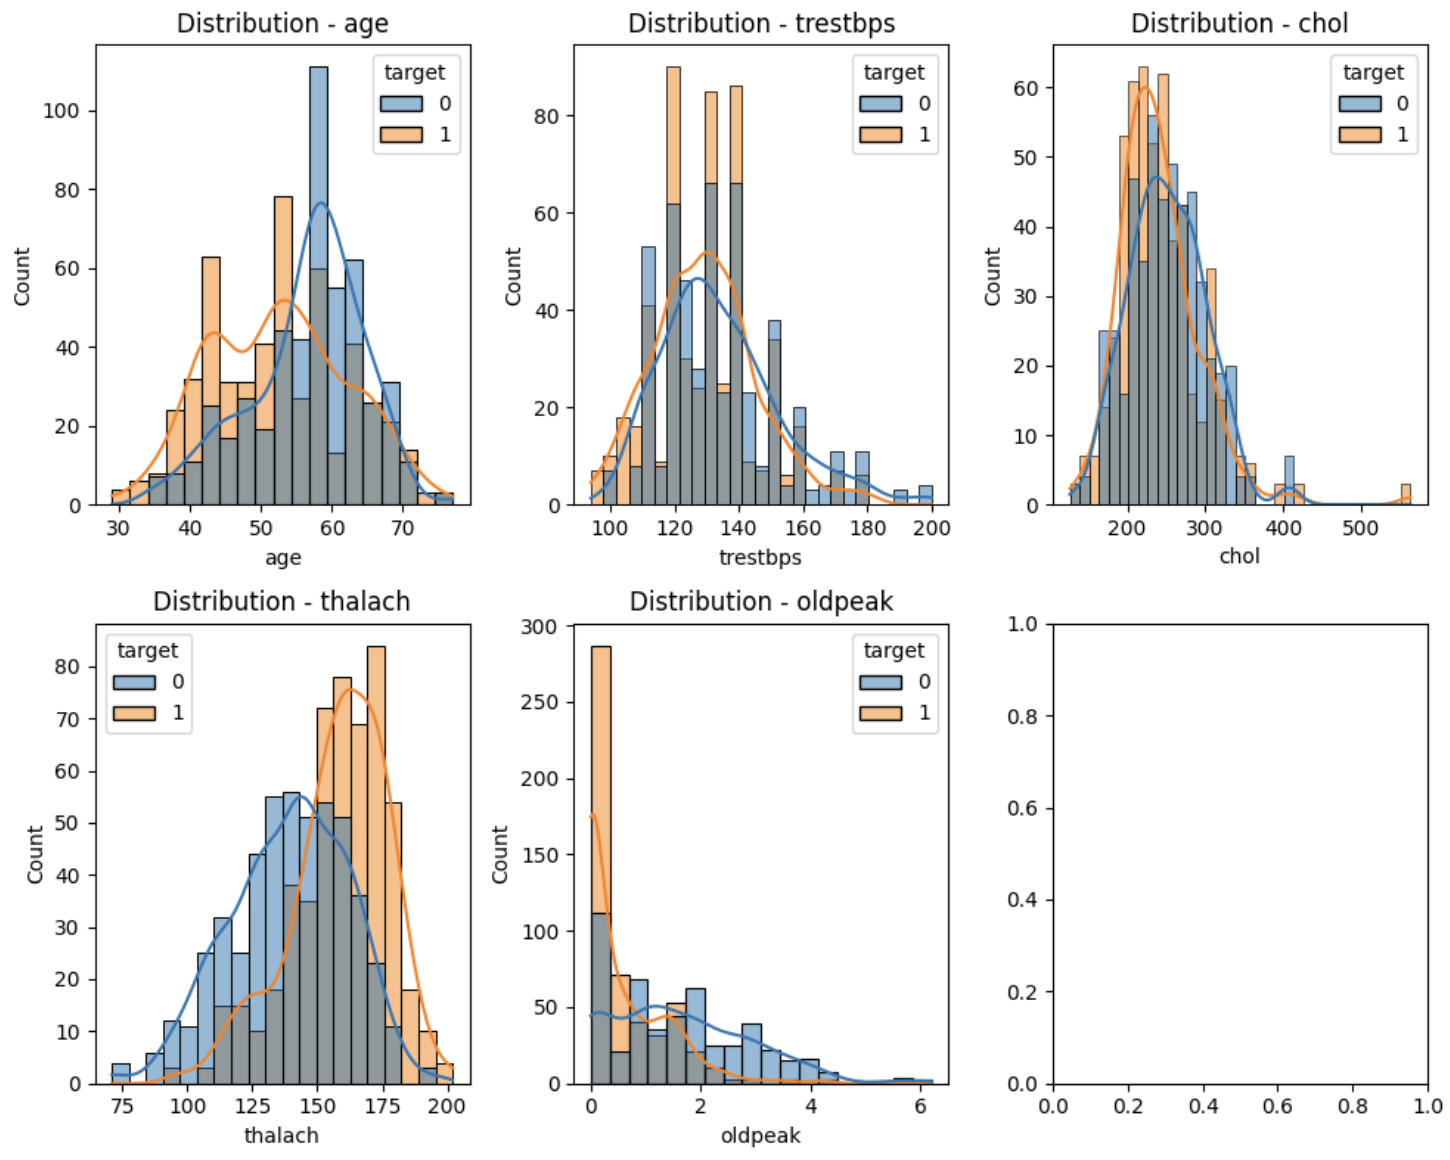 Distribution - age
target
0
1
Count
100
80
60
40
20
0
30 40 50 60 70
age
Distribution - trestbps
target
0
1
Count
80
60
40
20
0
100 120 140 160 180 200
trestbps
Distribution - chol
target
0
1
Count
60
50
40
30
20
10
0
200 300 400 500
chol
Distribution - thalach
target
0
1
Count
80
70
60
50
40
30
20
10
0
75 100 125 150 175 200
thalach
Distribution - oldpeak
target
0
1
Count
300
250
200
150
100
50
0
0 2 4 6
oldpeak
1.0
0.8
0.6
0.4
0.2
0.0
0.0 0.2 0.4 0.6 0.8 1.0